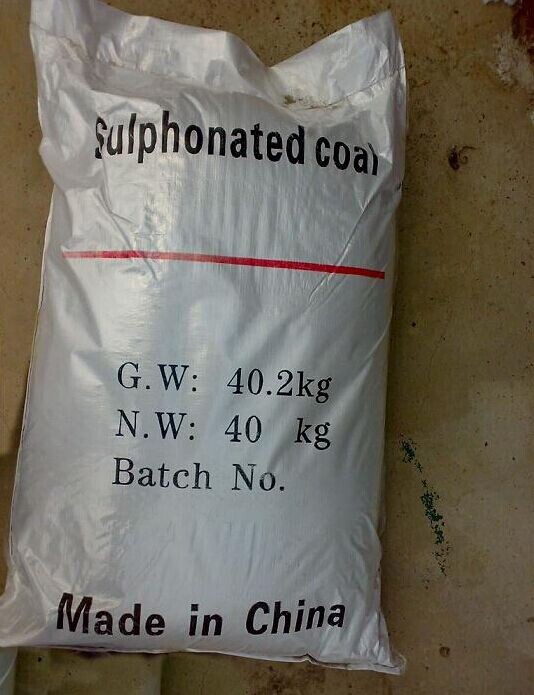 Sulphonated coal
G.W: 40.2kg
N.W: 40 kg
Batch No.
Made in China